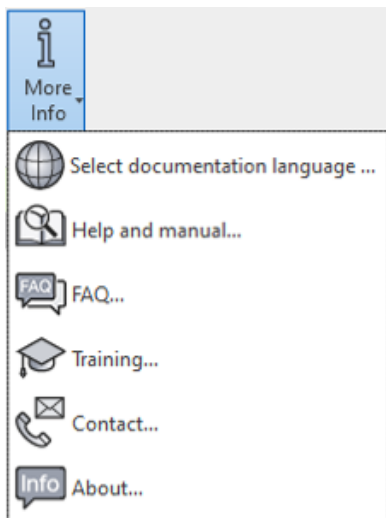 More
Info
Select documentation language ...
Help and manual...
FAQ FAQ...
Training...
Contact...
Info About...